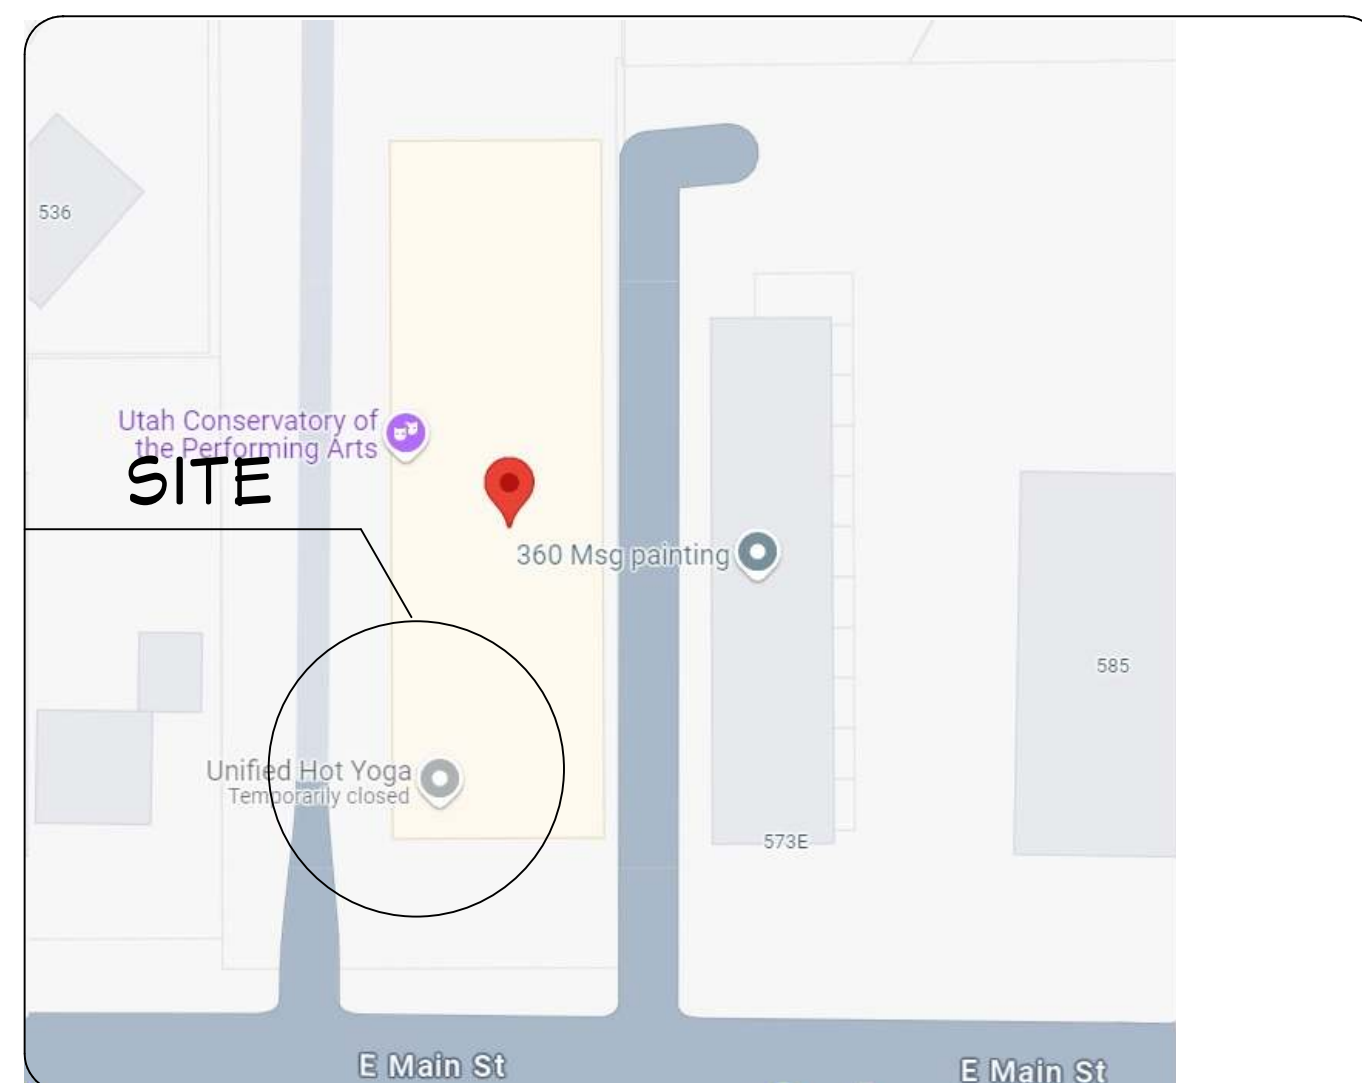 536
Utah Conservatory of
the Performing Arts
SITE
360 Msg painting
585
Unified Hot Yoga
Temporarily closed
573E
E Main St
E Main St